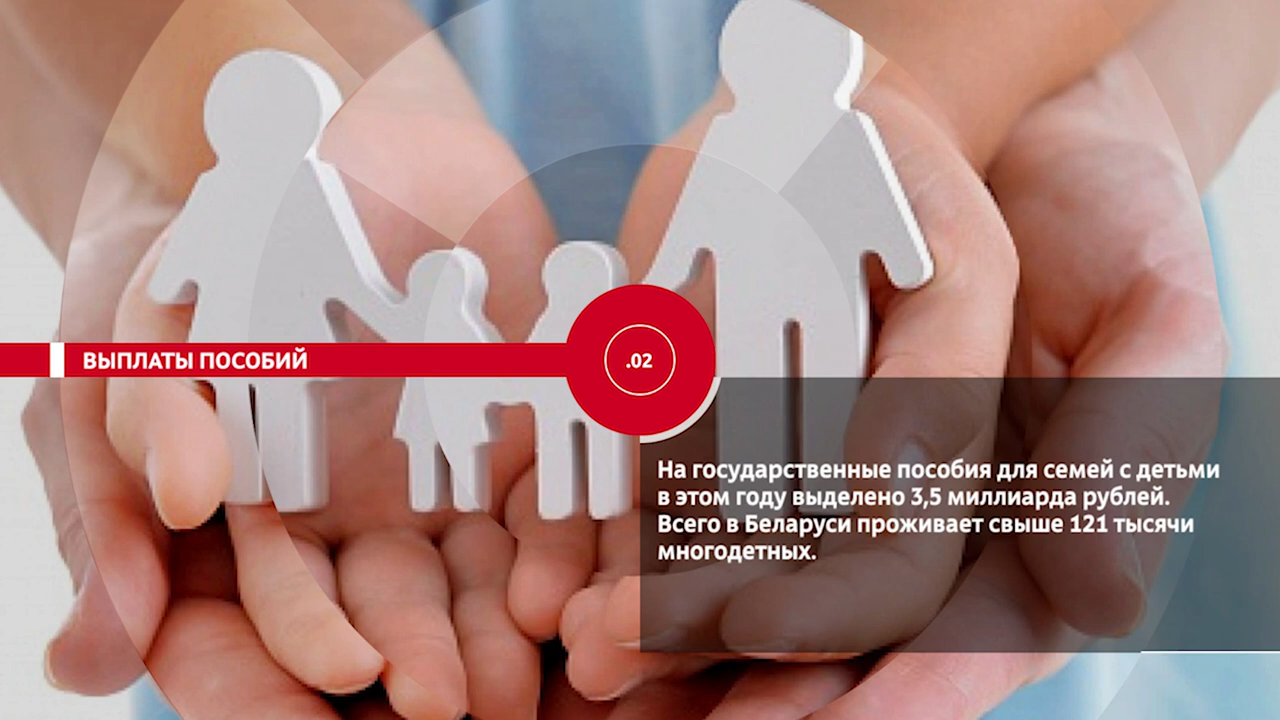 ВЫПЛАТЫ ПОСОБИЙ
.02
На государственные пособия для семей с детьми
в этом году выделено 3,5 миллиарда рублей.
Всего в Беларуси проживает свыше 121 тысячи
многодетных.